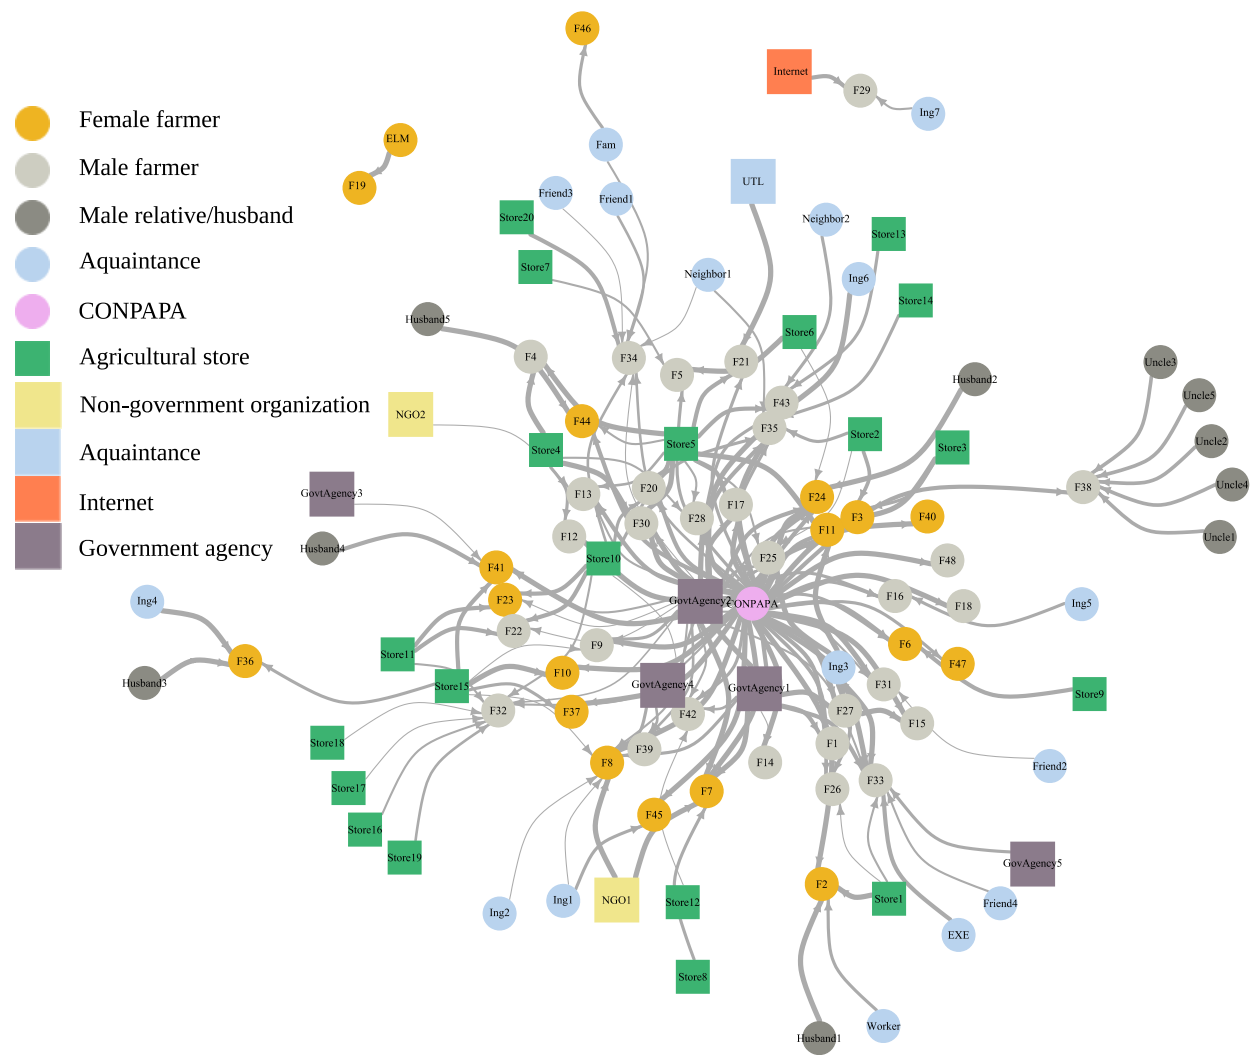 Female farmer
Male farmer
Male relative/husband
Aquaintance
CONPAPA
Agricultural store
Non-government organization
Aquaintance
Internet
Government agency
F46
Internet
F29
Ing7
ELM
F19
Fam
UTL
Friend3
Friend1
Store20
Neighbor2
Store13
Store7
Neighbor1
Ing6
Store14
Husband5
Store6
F4
F34
F5
F21
Husband2
Uncle3
Uncle5
F43
NGO2
F44
F35
Store2
Store4
Store5
Store3
Uncle2
GovtAgency3
F13
F20
F17
F24
F38
Uncle4
F30
F28
F11
F3
F40
F12
Uncle1
Husband4
Store10
F25
F48
F41
Ing4
F23
GovtAgency2
CONPAPA
F16
F18
Ing5
F22
F9
F6
Store11
F36
F10
Ing3
F47
Husband3
Store15
GovtAgency4
GovtAgency1
F31
Store9
F32
F37
F42
F27
F15
Store18
F39
F1
F8
F14
Friend2
Store17
F7
F26
F33
Store16
F45
Store19
GovAgency5
F2
Ing2
Ing1
NGO1
Store12
Store1
Friend4
EXE
Store8
Worker
Husband1